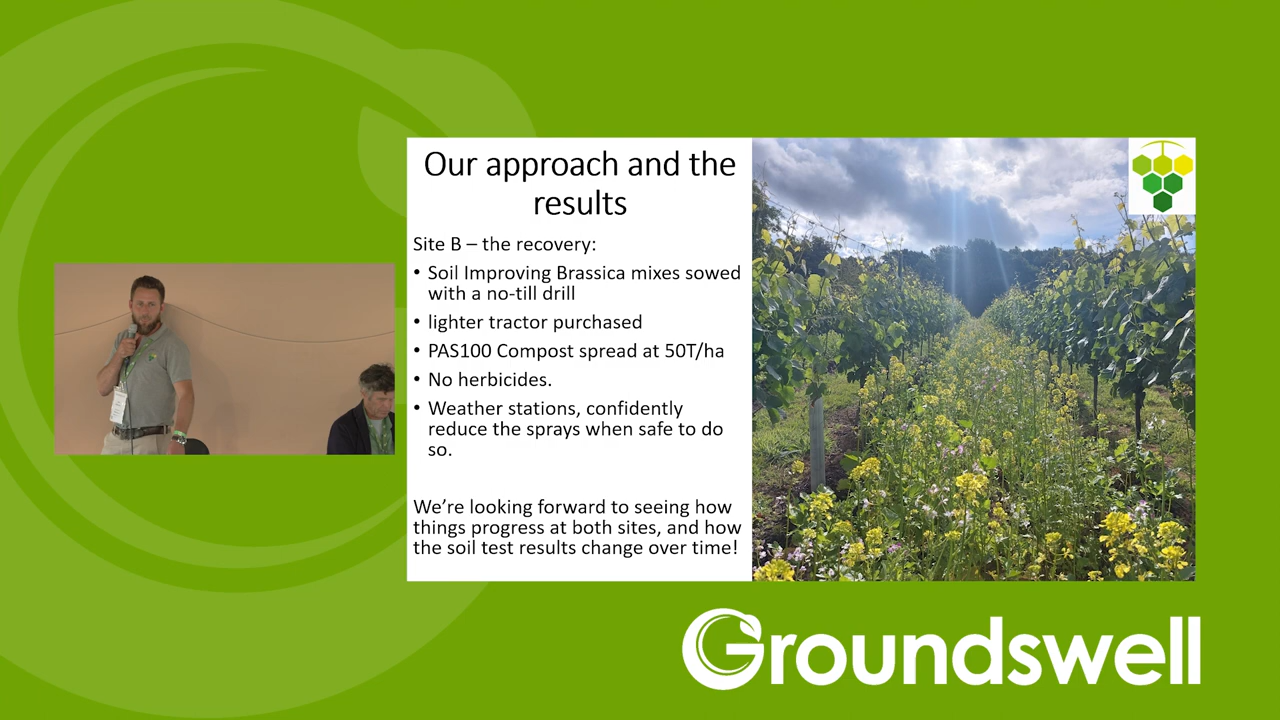 Our approach and the
results
Site B – the recovery:
• Soil Improving Brassica mixes sowed
with a no-till drill
• lighter tractor purchased
• PAS100 Compost spread at 50T/ha
• No herbicides.
• Weather stations, confidently
reduce the sprays when safe to do
so.
We're looking forward to seeing how
things progress at both sites, and how
the soil test results change over time!
Groundswell